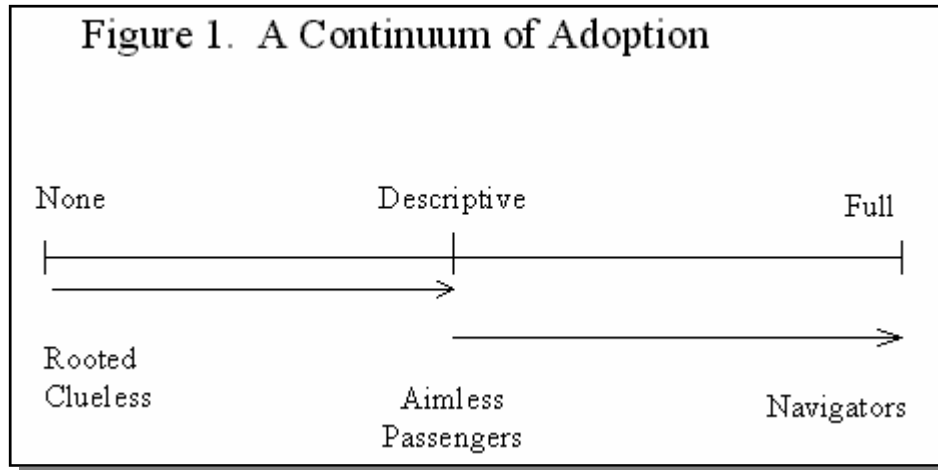 Figure 1. A Continuum of Adoption
None
Descriptive
Full
Rooted
Clueless
Aimless
Passengers
Navigators